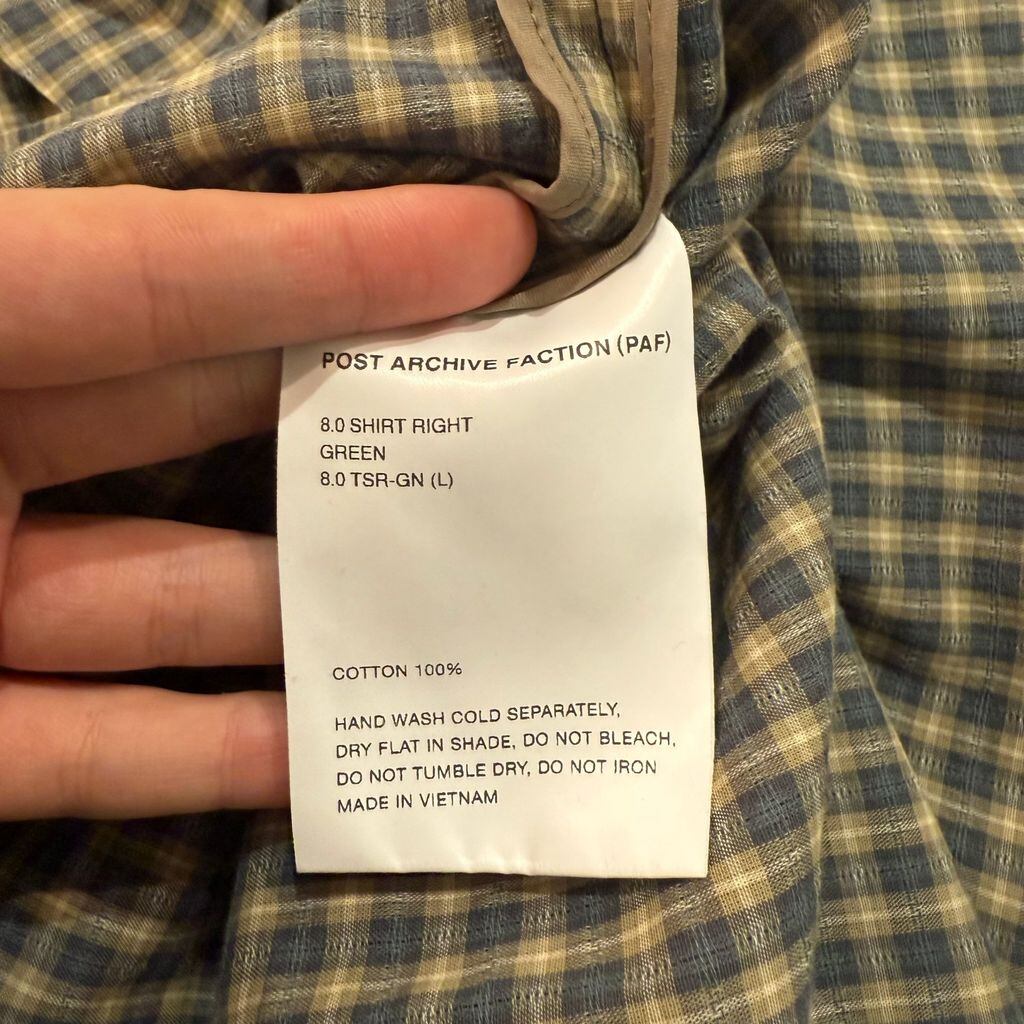 POST ARCHIVE FACTION (PAF)
8.0 SHIRT RIGHT
GREEN
8.0 TSR-GN (L)
COTTON 100%
HAND WASH COLD SEPARATELY,
DRY FLAT IN SHADE, DO NOT BLEACH,
DO NOT TUMBLE DRY, DO NOT IRON
MADE IN VIETNAM